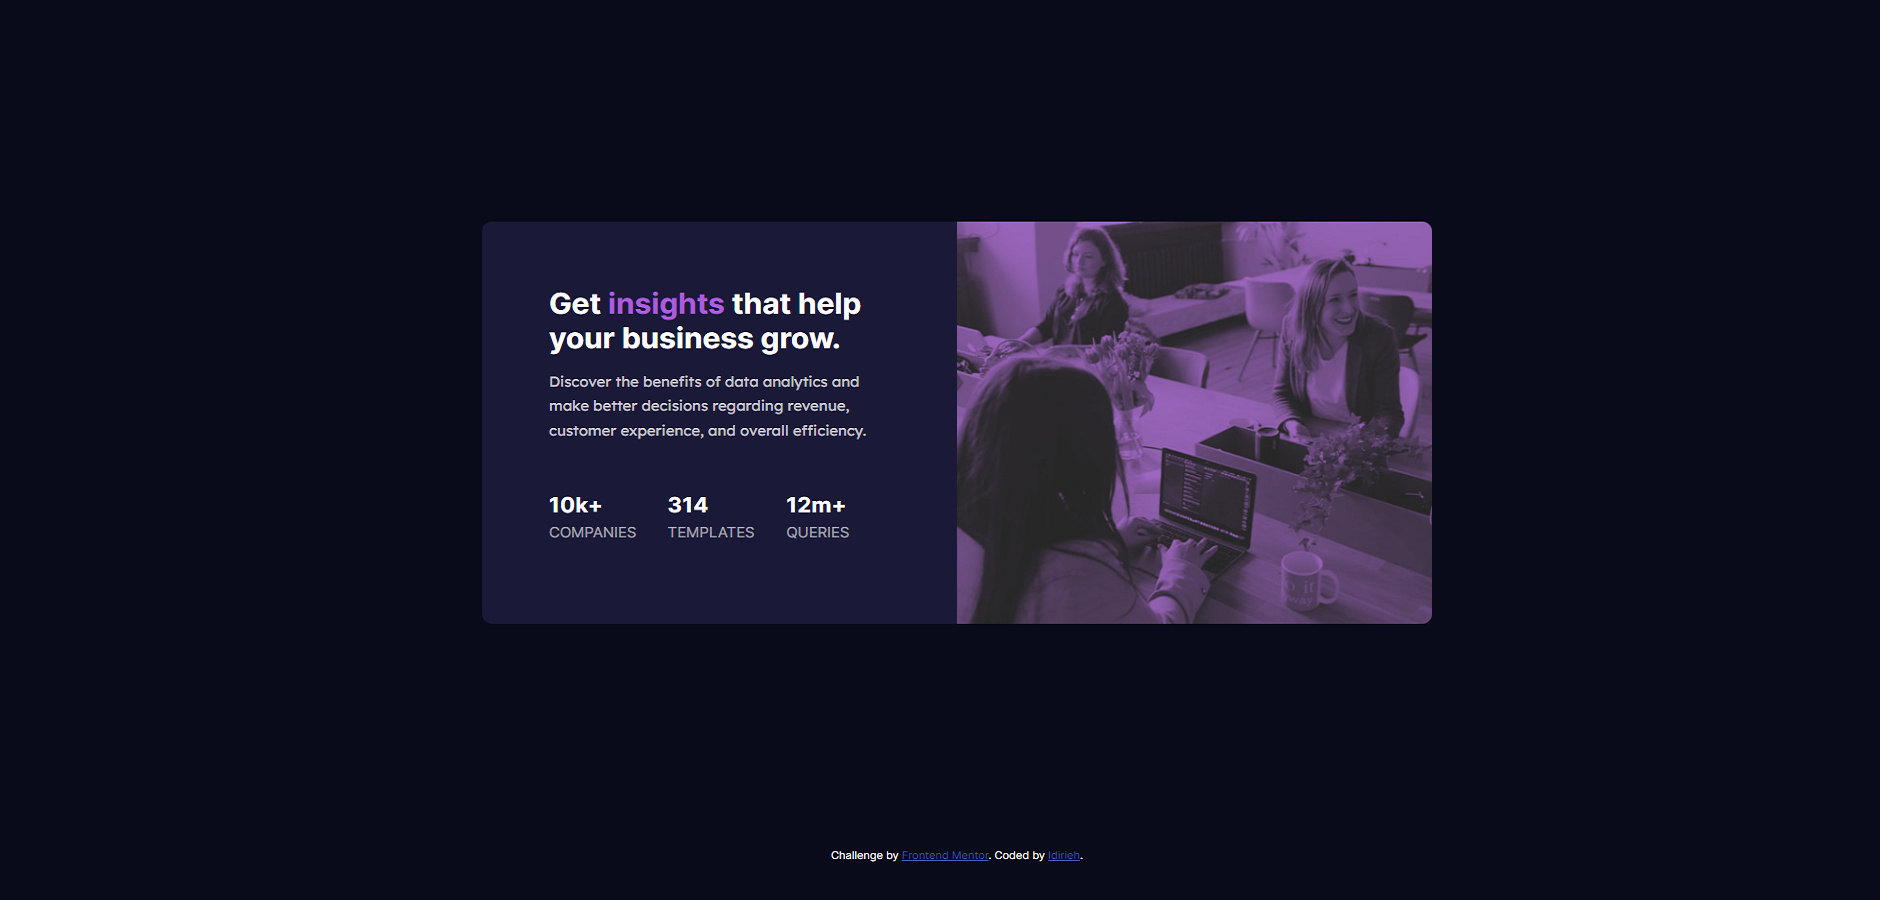 Get insights that help
your business grow.
Discover the benefits of data analytics and
make better decisions regarding revenue,
customer experience, and overall efficiency.
10k+ 314 12m+
COMPANIES TEMPLATES QUERIES
Challenge by Frontend Mentor. Coded by Idirieh.